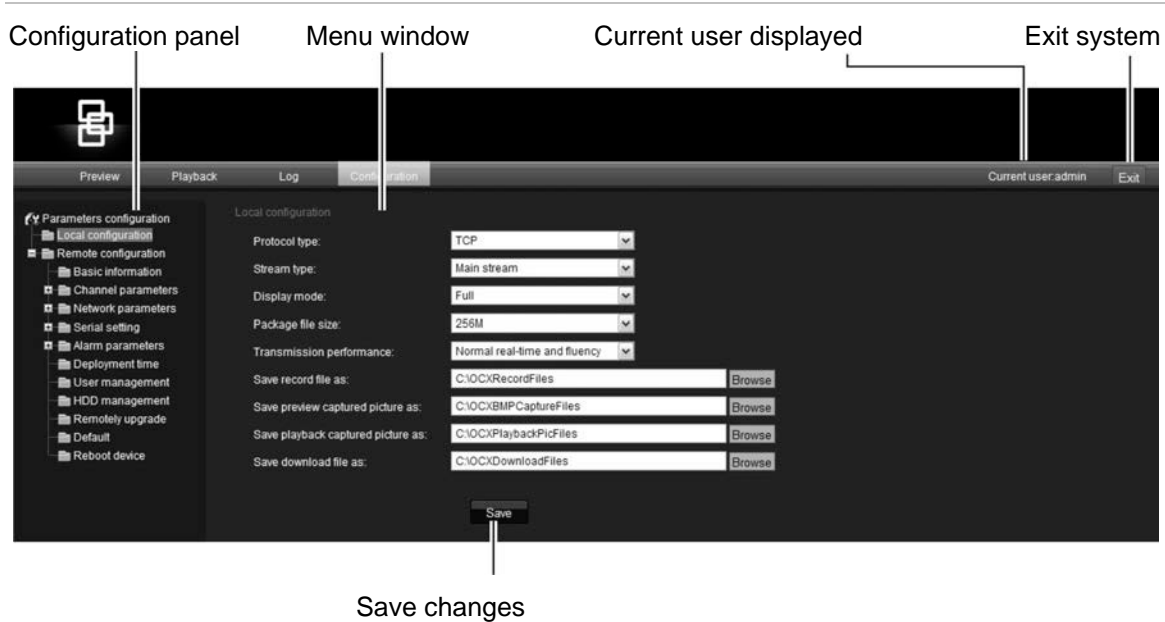 Configuration panel Menu window Current user displayed Exit system
Preview Playback Log Configuration Current user:admin Exit
Parameters configuration
Local configuration
Remote configuration
Basic information
Channel parameters
Network parameters
Serial setting
Alarm parameters
Deployment time
User management
HDD management
Remotely upgrade
Default
Reboot device
Local configuration
Protocol type: TCP
Stream type: Main stream
Display mode: Full
Package file size: 256M
Transmission performance: Normal real-time and fluency
Save record file as: C:\OCXRecordFiles Browse
Save preview captured picture as: C:\OCXBMPCaptureFiles Browse
Save playback captured picture as: C:\OCXPlaybackPicFiles Browse
Save download file as: C:\OCXDownloadFiles Browse
Save
Save changes